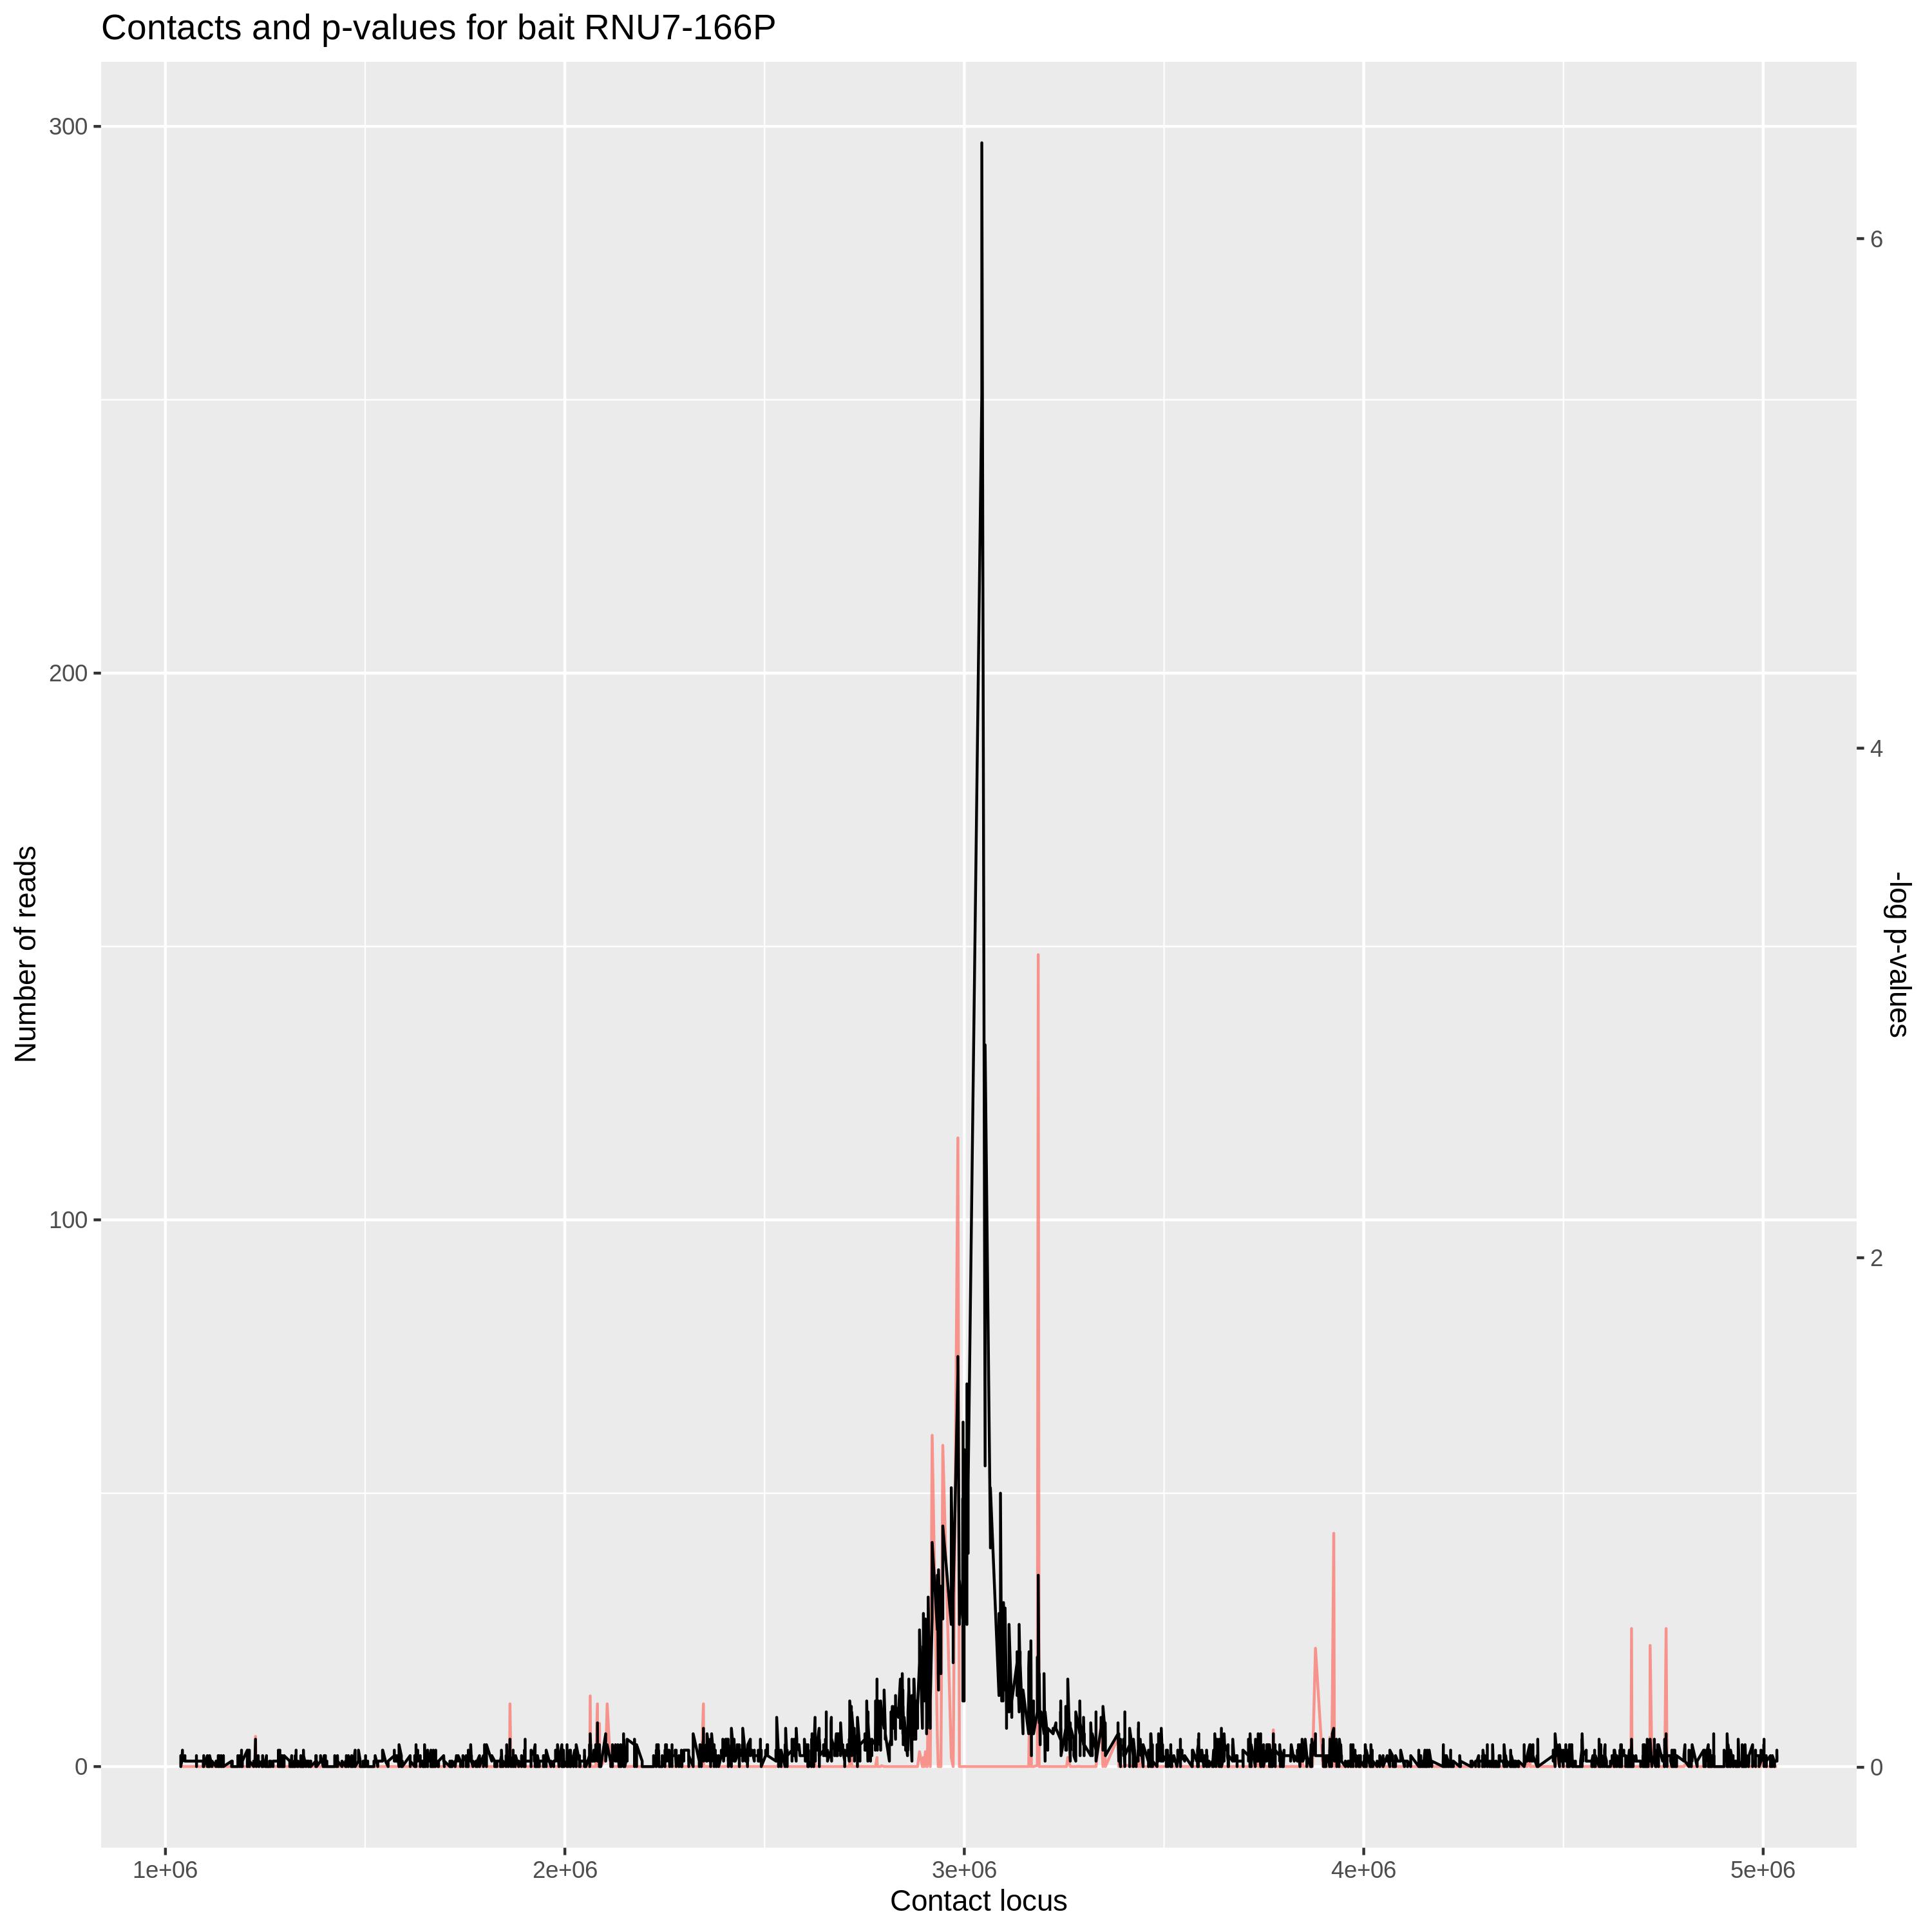 Contacts and p-values for bait RNU7-166P
300
200
100
0
6
4
2
0
Number of reads
-log p-values
1e+06
2e+06
3e+06
4e+06
5e+06
Contact locus